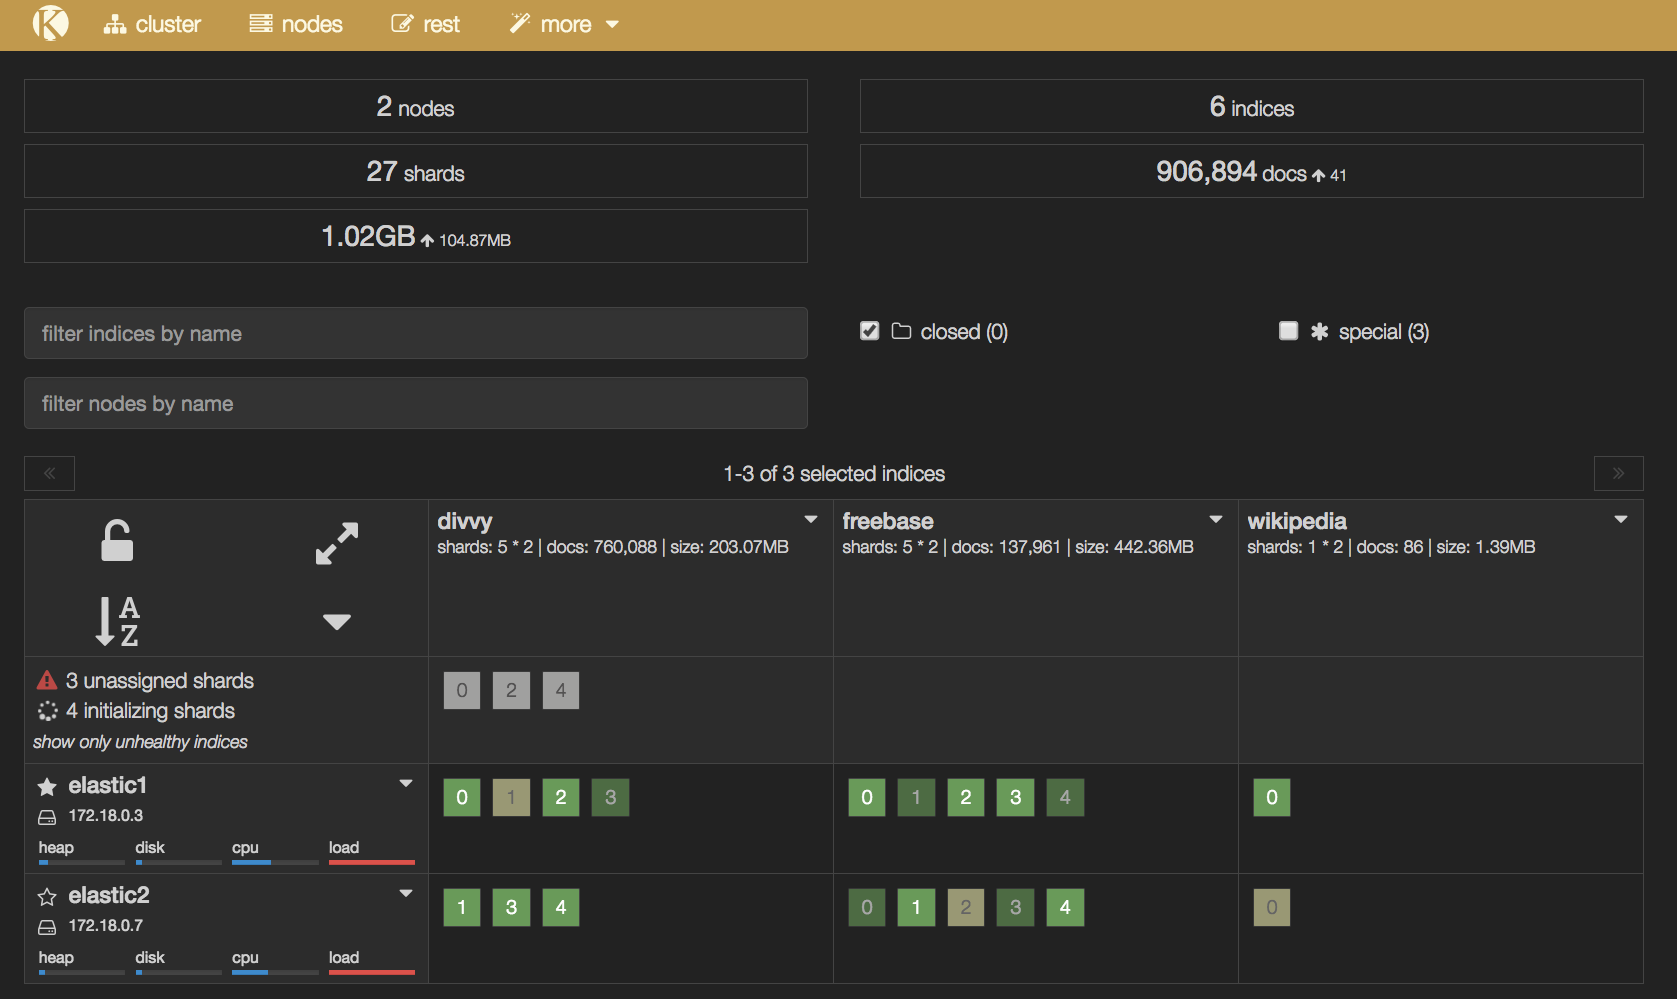 cluster nodes rest more
2 nodes
6 indices
27 shards
906,894 docs 41
1.02GB 104.87MB
filter indices by name
closed (0)
special (3)
filter nodes by name
« 1-3 of 3 selected indices »
A
Z
divvy
shards: 5 * 2 | docs: 760,088 | size: 203.07MB
freebase
shards: 5 * 2 | docs: 137,961 | size: 442.36MB
wikipedia
shards: 1 * 2 | docs: 86 | size: 1.39MB
3 unassigned shards
4 initializing shards
show only unhealthy indices
0 2 4
elastic1
172.18.0.3
heap disk cpu load
0 1 2 3
0 1 2 3 4
0
elastic2
172.18.0.7
heap disk cpu load
1 3 4
0 1 2 3 4
0